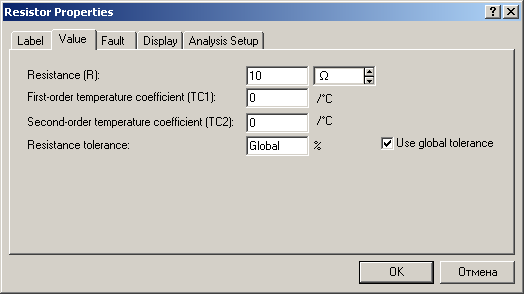 Resistor Properties ? ×
Label Value Fault Display Analysis Setup
Resistance (R): 10 Ω
First-order temperature coefficient (TC1): 0 /°C
Second-order temperature coefficient (TC2): 0 /°C
Resistance tolerance: Global % Use global tolerance
OK Отмена